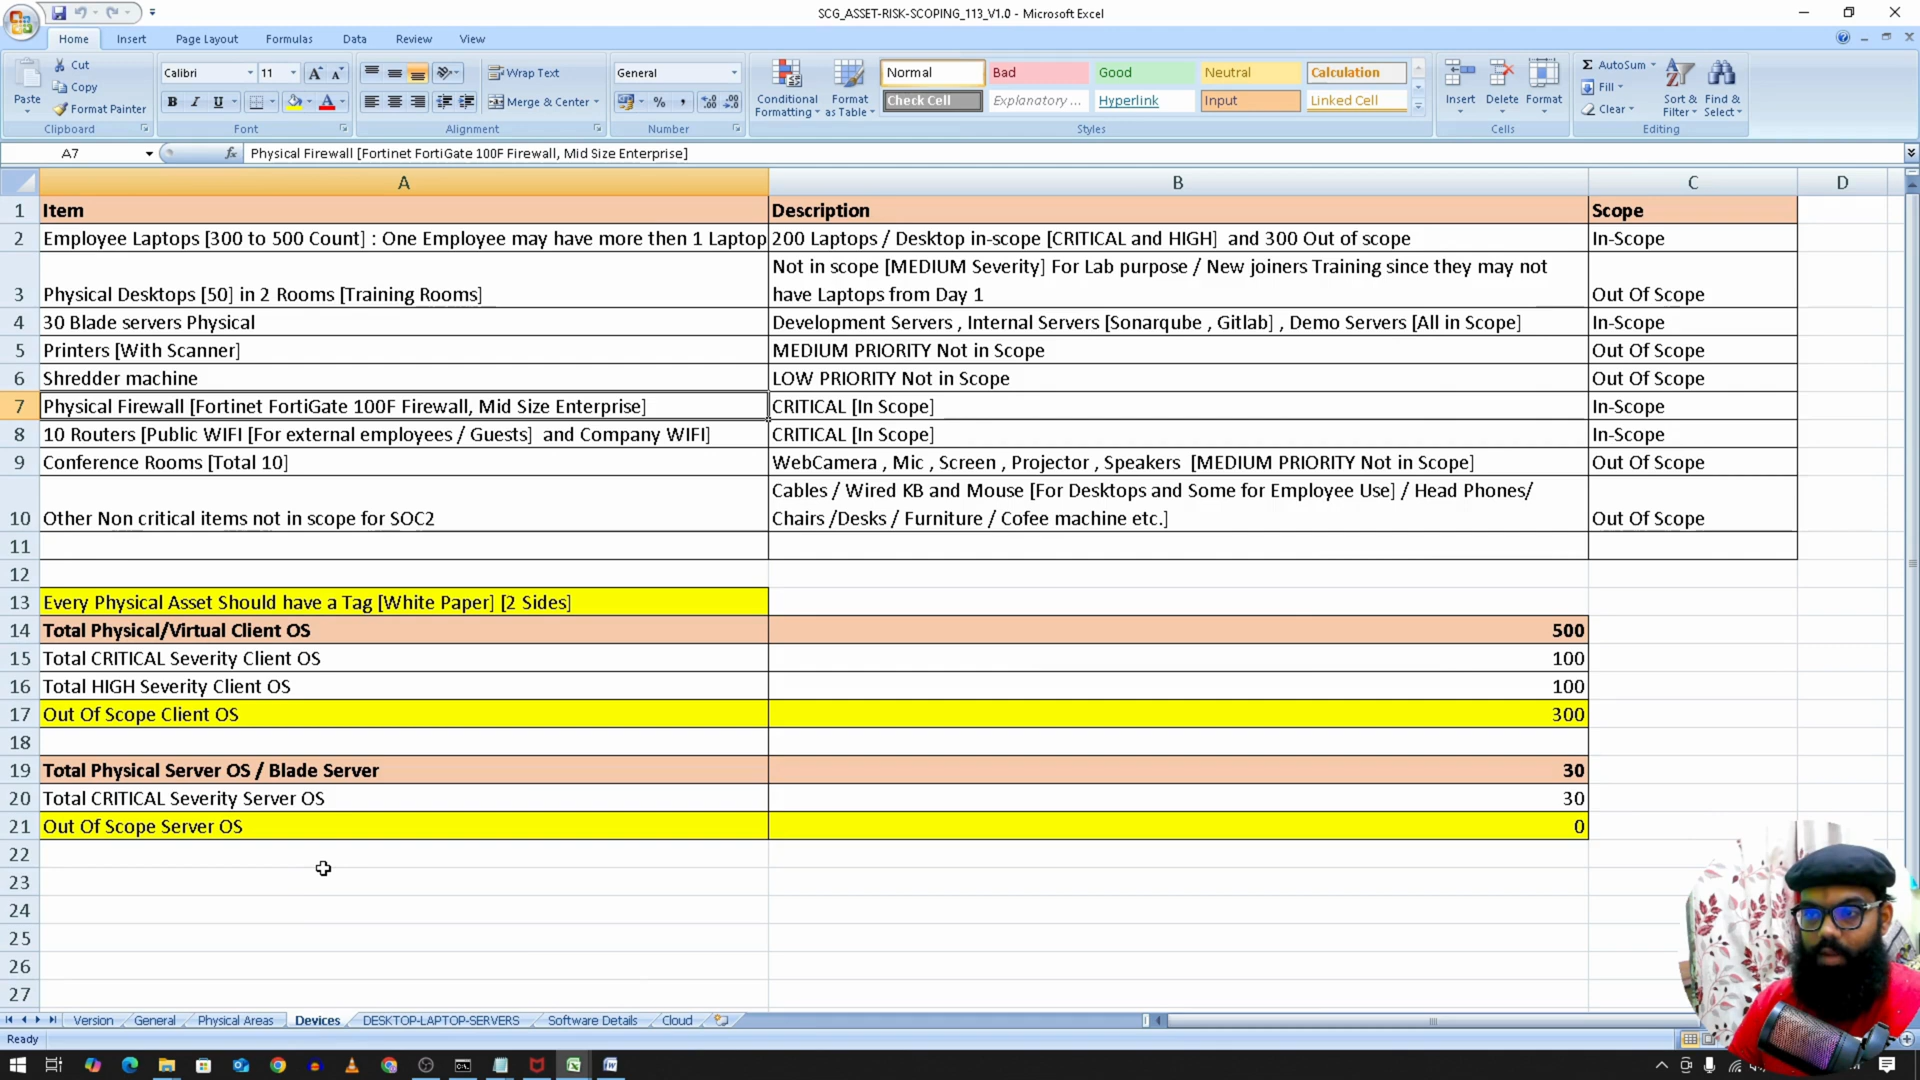 SCG_ASSET-RISK-SCOPING_113_V1.0 - Microsoft Excel
Home Insert Page Layout Formulas Data Review View
Paste
Cut
Copy
Format Painter
Clipboard
Calibri 11
B I U
Font
Wrap Text
Merge & Center
Alignment
General
Number
Conditional Formatting
Format as Table
Normal Bad Good Neutral Calculation
Check Cell Explanatory ... Hyperlink Input Linked Cell
Styles
Insert Delete Format
Cells
AutoSum
Fill
Clear
Sort & Filter
Find & Select
Editing
A7 fx Physical Firewall [Fortinet FortiGate 100F Firewall, Mid Size Enterprise]
A B C D
1 Item Description Scope
2 Employee Laptops [300 to 500 Count] : One Employee may have more then 1 Laptop 200 Laptops / Desktop in-scope [CRITICAL and HIGH] and 300 Out of scope In-Scope
Not in scope [MEDIUM Severity] For Lab purpose / New joiners Training since they may not
3 Physical Desktops [50] in 2 Rooms [Training Rooms] have Laptops from Day 1 Out Of Scope
4 30 Blade servers Physical Development Servers , Internal Servers [Sonarqube , Gitlab] , Demo Servers [All in Scope] In-Scope
5 Printers [With Scanner] MEDIUM PRIORITY Not in Scope Out Of Scope
6 Shredder machine LOW PRIORITY Not in Scope Out Of Scope
7 Physical Firewall [Fortinet FortiGate 100F Firewall, Mid Size Enterprise] CRITICAL [In Scope] In-Scope
8 10 Routers [Public WIFI [For external employees / Guests] and Company WIFI] CRITICAL [In Scope] In-Scope
9 Conference Rooms [Total 10] WebCamera , Mic , Screen , Projector , Speakers [MEDIUM PRIORITY Not in Scope] Out Of Scope
Cables / Wired KB and Mouse [For Desktops and Some for Employee Use] / Head Phones/
10 Other Non critical items not in scope for SOC2 Chairs /Desks / Furniture / Cofee machine etc.] Out Of Scope
11
12
13 Every Physical Asset Should have a Tag [White Paper] [2 Sides]
14 Total Physical/Virtual Client OS 500
15 Total CRITICAL Severity Client OS 100
16 Total HIGH Severity Client OS 100
17 Out Of Scope Client OS 300
18
19 Total Physical Server OS / Blade Server 30
20 Total CRITICAL Severity Server OS 30
21 Out Of Scope Server OS 0
22
23
24
25
26
27
Version General Physical Areas Devices DESKTOP-LAPTOP-SERVERS Software Details Cloud
Ready